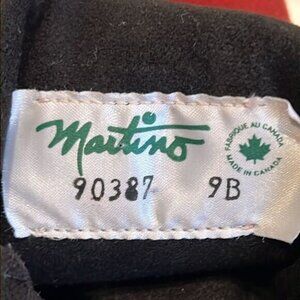 Martino
FABRIQUÉ AU CANADA
MADE IN CANADA
90387 9B